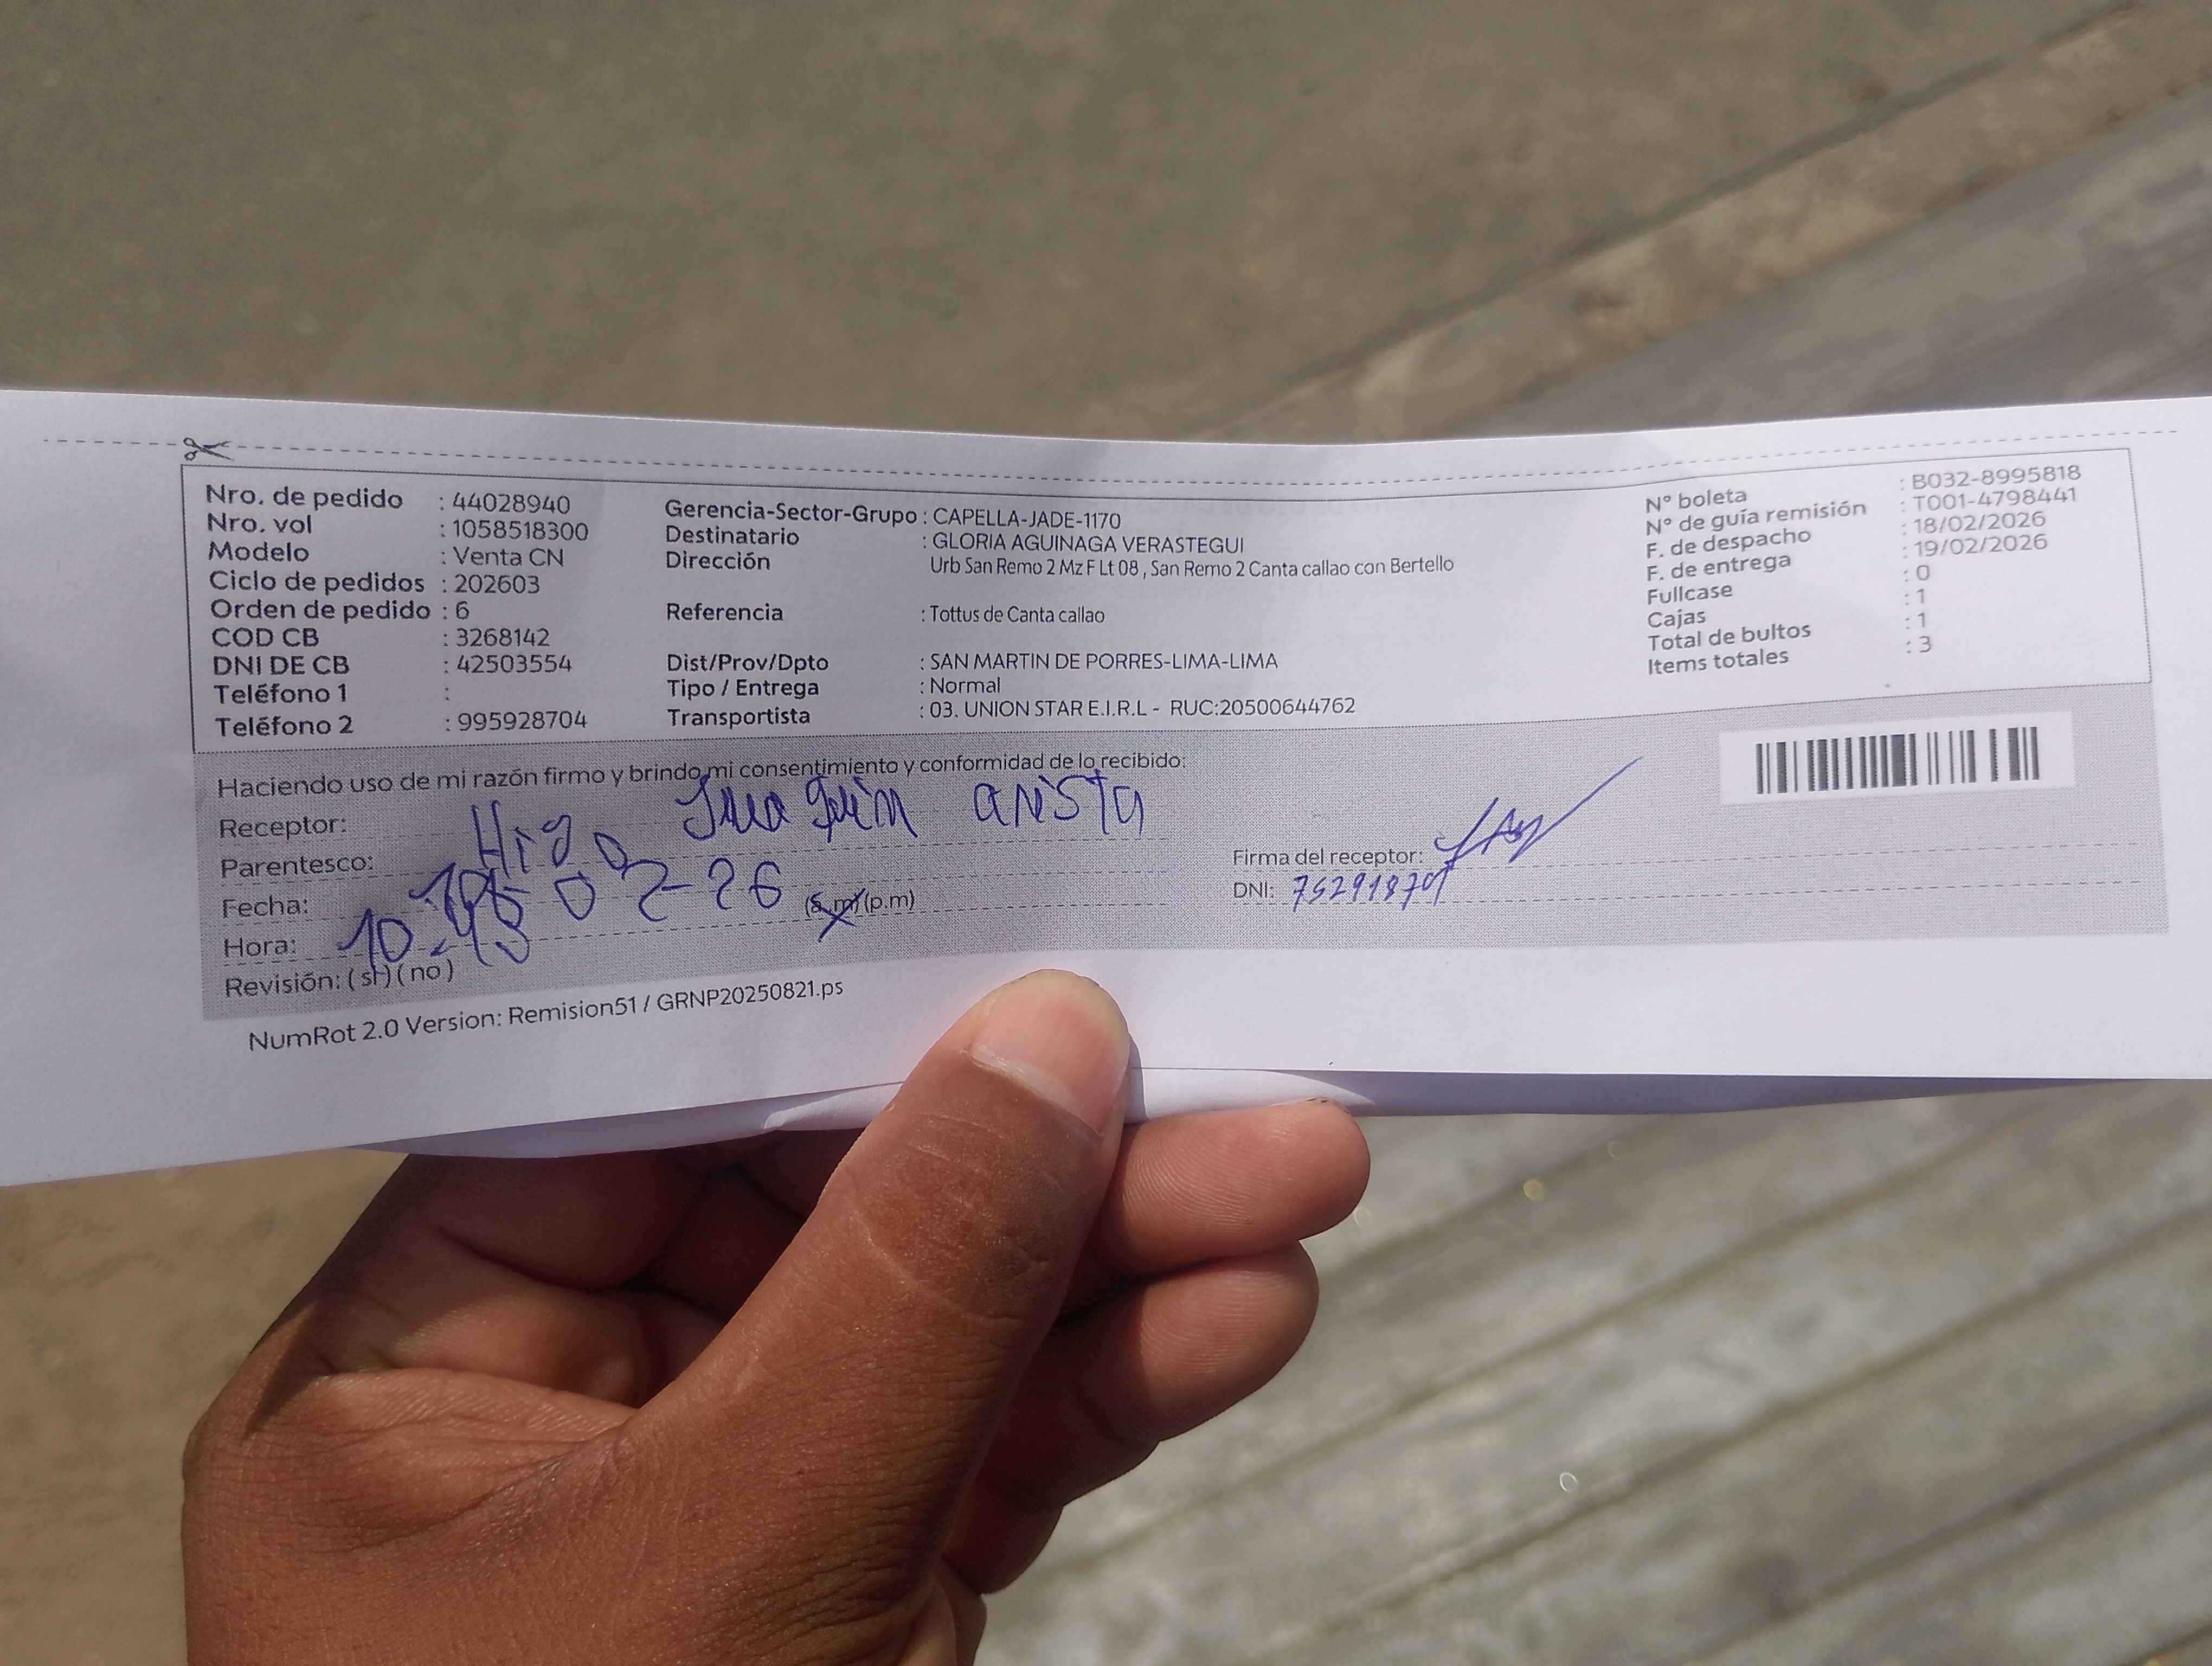 Nro. de pedido : 44028940
Nro. vol : 1058518300
Modelo : Venta CN
Ciclo de pedidos : 202603
Orden de pedido : 6
COD CB : 3268142
DNI DE CB : 42503554
Teléfono 1 :
Teléfono 2 : 995928704
Gerencia-Sector-Grupo : CAPELLA-JADE-1170
Destinatario : GLORIA AGUINAGA VERASTEGUI
Dirección Urb San Remo 2 Mz F Lt 08 , San Remo 2 Canta callao con Bertello
Referencia : Tottus de Canta callao
Dist/Prov/Dpto : SAN MARTIN DE PORRES-LIMA-LIMA
Tipo / Entrega : Normal
Transportista : 03. UNION STAR E.I.R.L - RUC:20500644762
N° boleta : B032-8995818
N° de guía remisión : T001-4798441
F. de despacho : 18/02/2026
F. de entrega : 19/02/2026
Fullcase : 0
Cajas : 1
Total de bultos : 1
Items totales : 3
Haciendo uso de mi razón firmo y brindo mi consentimiento y conformidad de lo recibido:
Receptor:
Parentesco: Higo
Fecha: 02-26
Hora: 10:45 (p.m)
Revisión: ( si ) ( no )
Firma del receptor:
DNI:
NumRot 2.0 Version: Remision51 / GRNP20250821.ps